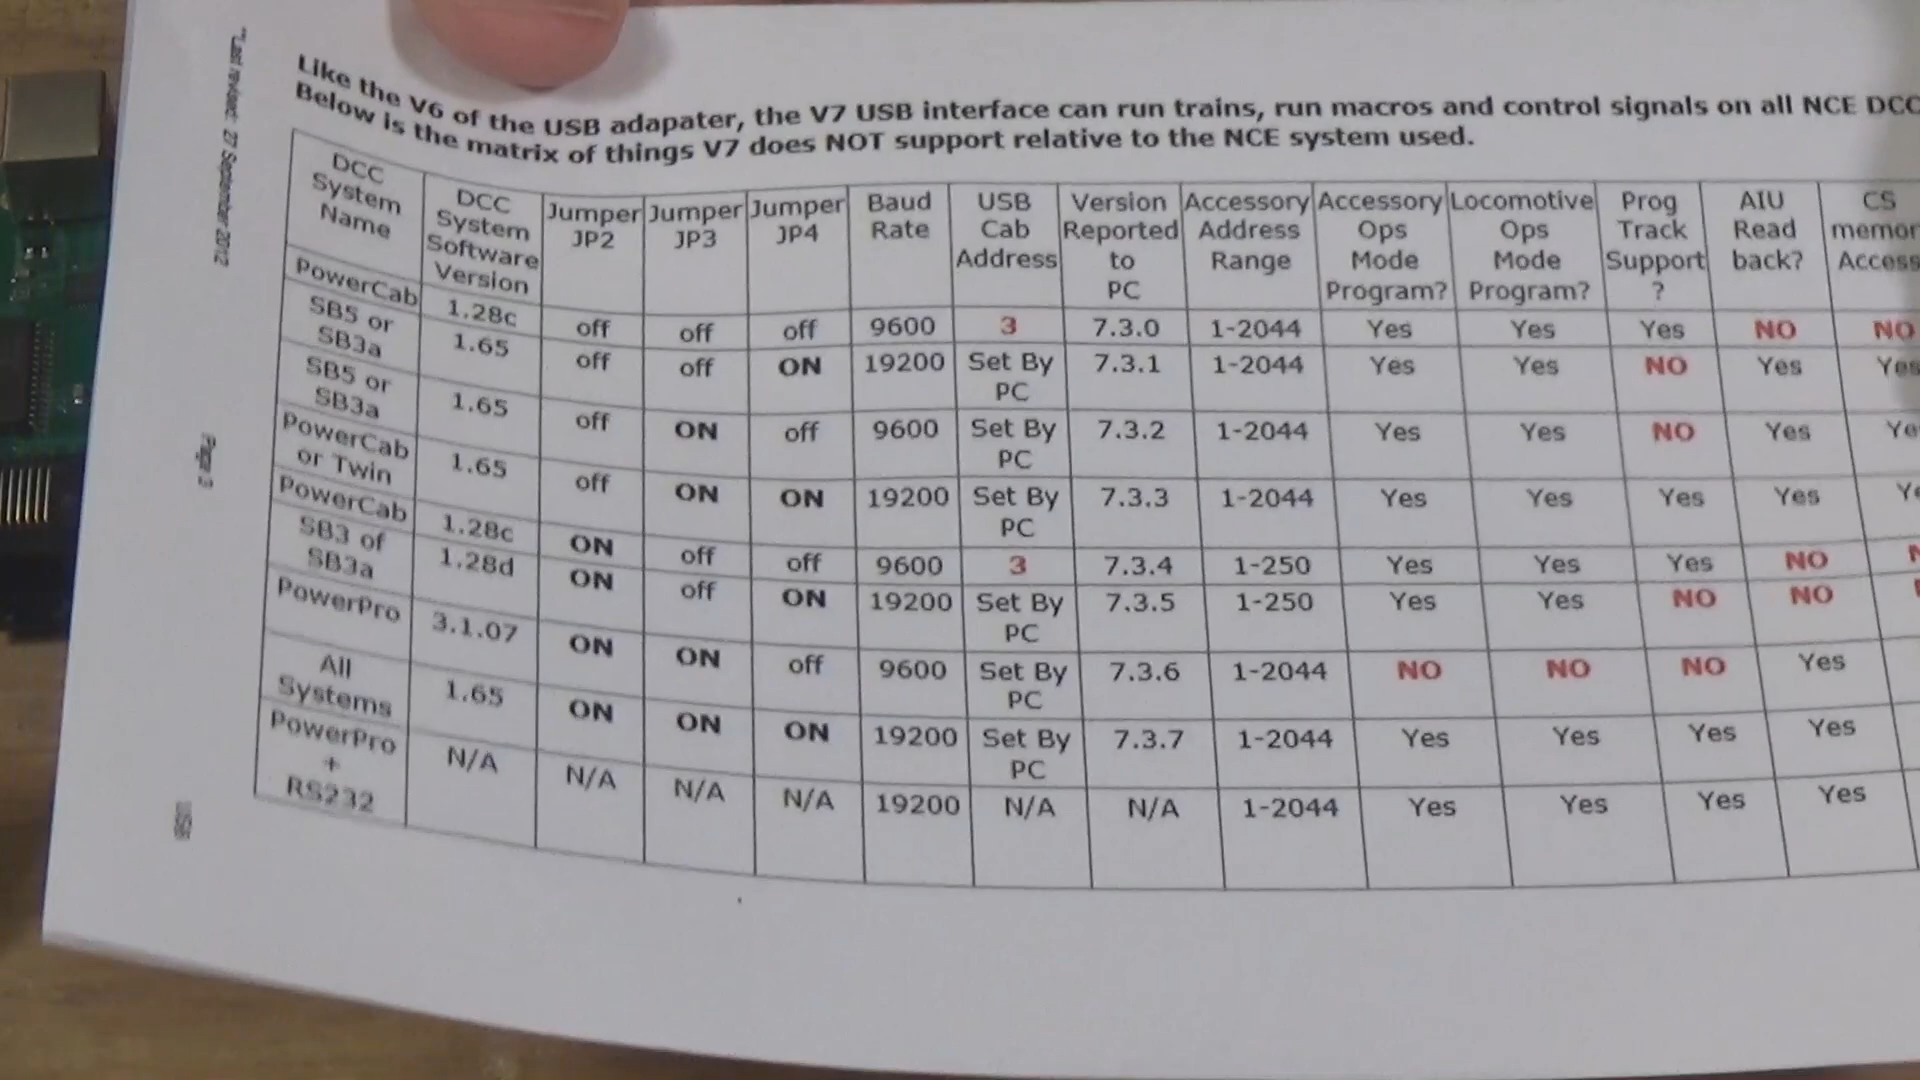 Like the V6 of the USB adapater, the V7 USB interface can run trains, run macros and control signals on all NCE DCC
Below is the matrix of things V7 does NOT support relative to the NCE system used.
DCC System Name DCC System Software Version Jumper JP2 Jumper JP3 Jumper JP4 Baud Rate USB Cab Address Version Reported to PC Accessory Address Range Accessory Ops Mode Program? Locomotive Ops Mode Program? Prog Track Support ? AIU Read back? CS memor Access
PowerCab 1.28c off off off 9600 3 7.3.0 1-2044 Yes Yes Yes NO NO
SB5 or SB3a 1.65 off off ON 19200 Set By PC 7.3.1 1-2044 Yes Yes NO Yes Yes
SB5 or SB3a 1.65 off ON off 9600 Set By PC 7.3.2 1-2044 Yes Yes NO Yes Ye
PowerCab or Twin 1.65 off ON ON 19200 Set By PC 7.3.3 1-2044 Yes Yes Yes Yes Ye
PowerCab 1.28c ON off off 9600 3 7.3.4 1-250 Yes Yes Yes NO
SB3 of SB3a 1.28d ON off ON 19200 Set By PC 7.3.5 1-250 Yes Yes NO NO
PowerPro 3.1.07 ON ON off 9600 Set By PC 7.3.6 1-2044 NO NO NO Yes
All Systems 1.65 ON ON ON 19200 Set By PC 7.3.7 1-2044 Yes Yes Yes Yes
PowerPro + RS232 N/A N/A N/A N/A 19200 N/A N/A 1-2044 Yes Yes Yes Yes
Last revised: 27 September 2012
Page 3